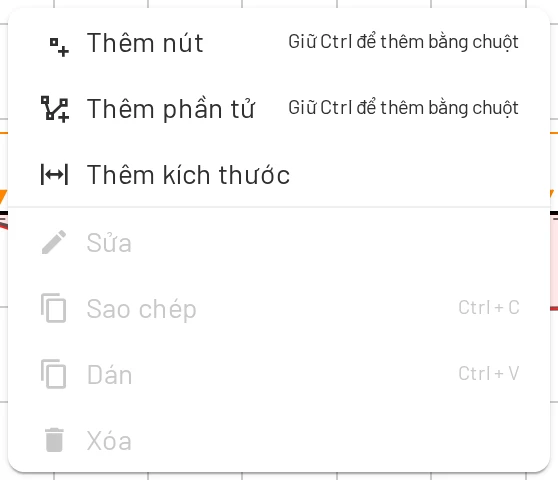 Thêm nút Giữ Ctrl để thêm bằng chuột
Thêm phần tử Giữ Ctrl để thêm bằng chuột
Thêm kích thước
Sửa
Sao chép Ctrl + C
Dán Ctrl + V
Xóa